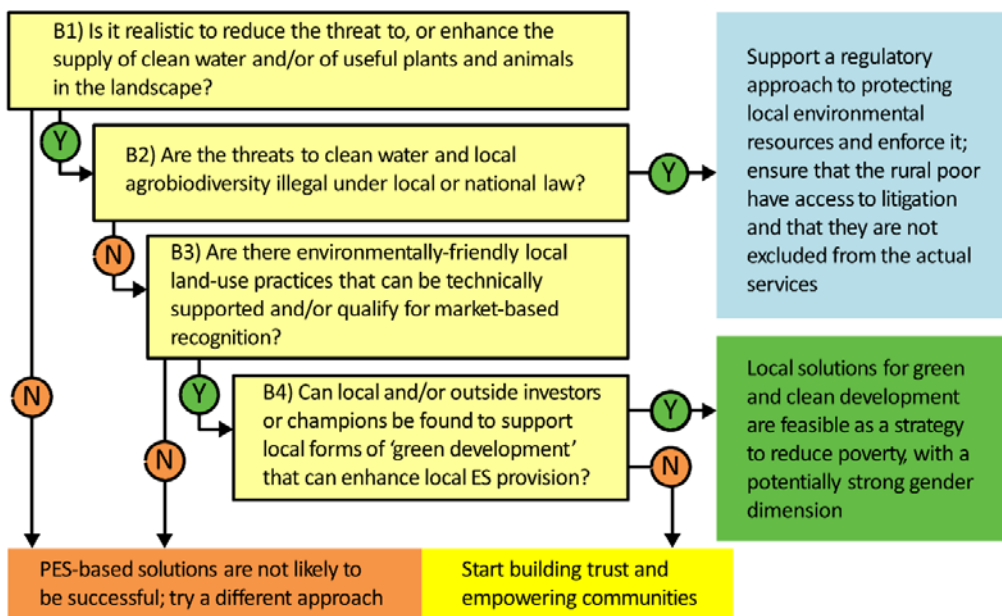 B1) Is it realistic to reduce the threat to, or enhance the
supply of clean water and/or of useful plants and animals
in the landscape?
Y
B2) Are the threats to clean water and local
agrobiodiversity illegal under local or national law?
Y
Support a regulatory
approach to protecting
local environmental
resources and enforce it;
ensure that the rural poor
have access to litigation
and that they are not
excluded from the actual
services
N
B3) Are there environmentally-friendly local
land-use practices that can be technically
supported and/or qualify for market-based
recognition?
N
Y
B4) Can local and/or outside investors
or champions be found to support
local forms of ‘green development’
that can enhance local ES provision?
Y
N
N
Local solutions for green
and clean development
are feasible as a strategy
to reduce poverty, with a
potentially strong gender
dimension
PES-based solutions are not likely to
be successful; try a different approach
Start building trust and
empowering communities